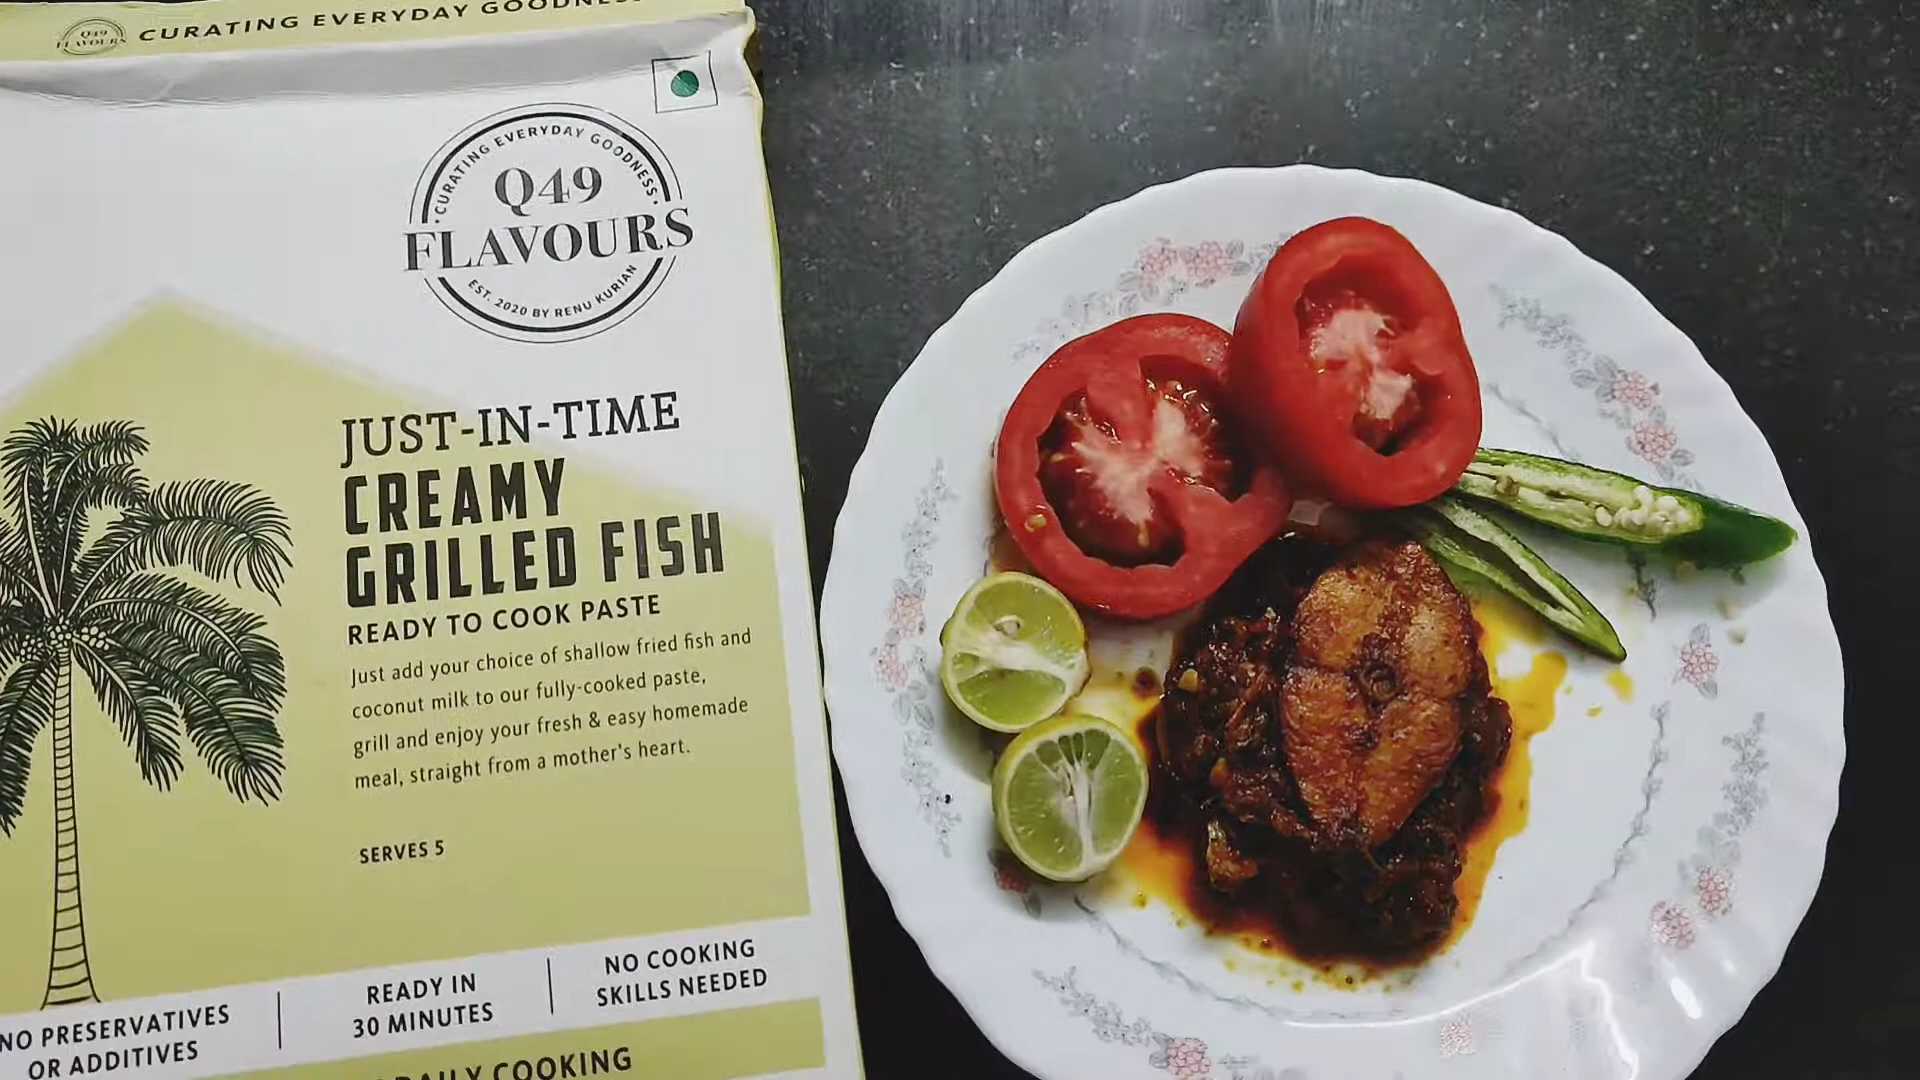 Q49 FLAVOURS CURATING EVERYDAY GOODNESS
·CURATING EVERYDAY GOODNESS·
Q49
FLAVOURS
EST. 2020 BY RENU KURIAN
JUST-IN-TIME
CREAMY
GRILLED FISH
READY TO COOK PASTE
Just add your choice of shallow fried fish and
coconut milk to our fully-cooked paste,
grill and enjoy your fresh & easy homemade
meal, straight from a mother's heart.
SERVES 5
NO PRESERVATIVES
OR ADDITIVES
READY IN
30 MINUTES
NO COOKING
SKILLS NEEDED
DAILY COOKING